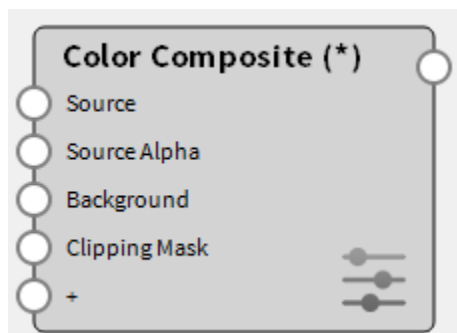 Color Composite (*)
Source
Source Alpha
Background
Clipping Mask
+